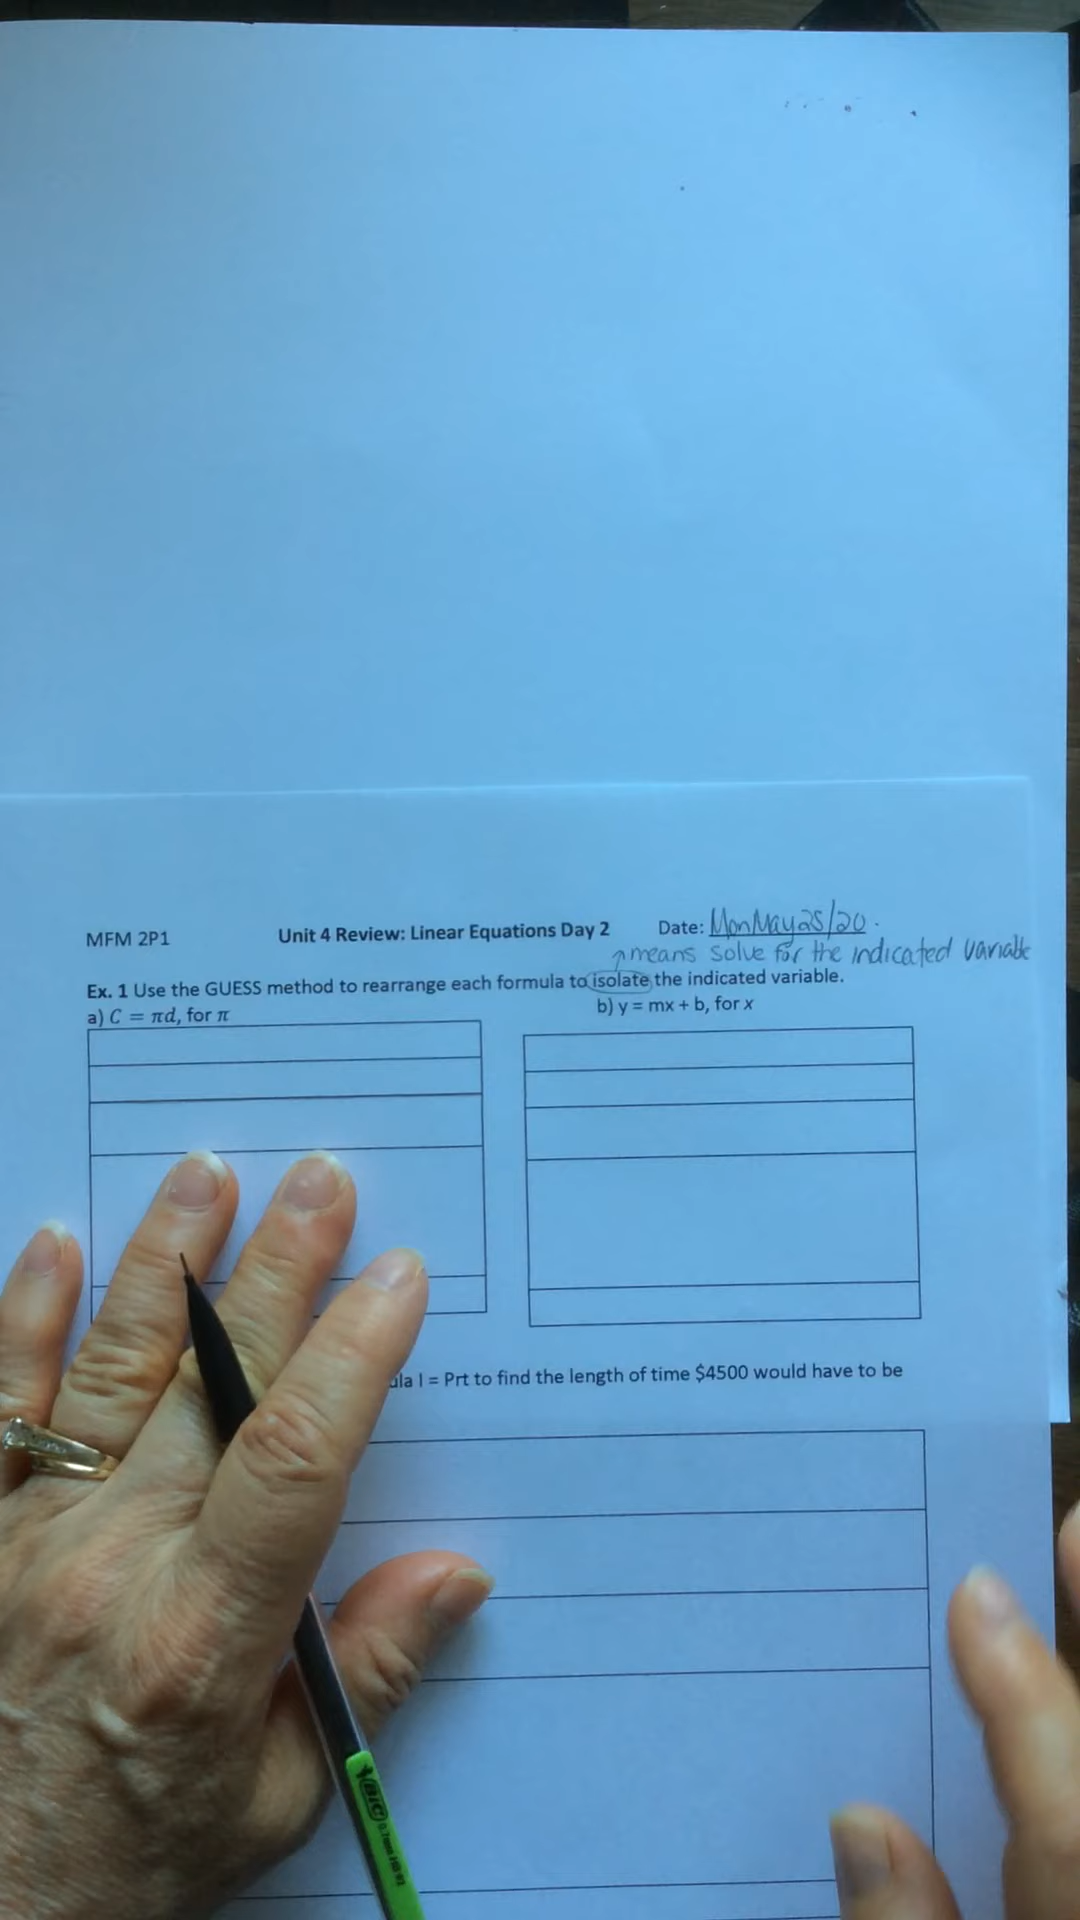 MFM 2P1 Unit 4 Review: Linear Equations Day 2 Date: Mon May 25/20.
↑ means solve for the indicated variable
Ex. 1 Use the GUESS method to rearrange each formula to isolate the indicated variable.
a) C = πd, for π b) y = mx + b, for x
ula I = Prt to find the length of time $4500 would have to be
BIC 0.7mm